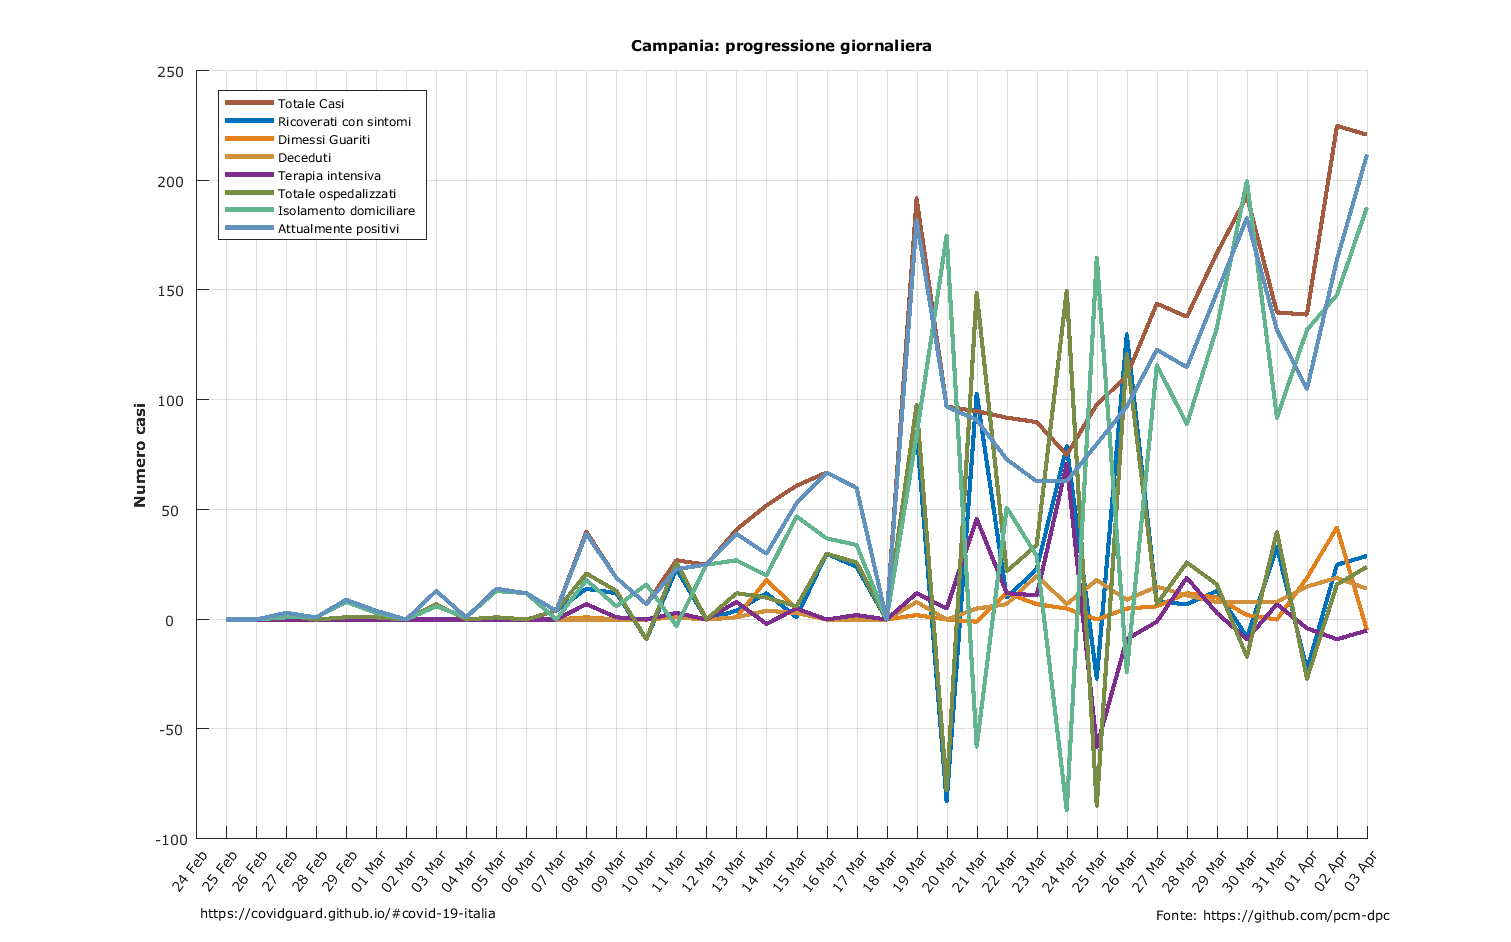 Campania: progressione giornaliera
250
200
150
100
50
0
-50
-100
Numero casi
Totale Casi
Ricoverati con sintomi
Dimessi Guariti
Deceduti
Terapia intensiva
Totale ospedalizzati
Isolamento domiciliare
Attualmente positivi
24 Feb
25 Feb
26 Feb
27 Feb
28 Feb
29 Feb
01 Mar
02 Mar
03 Mar
04 Mar
05 Mar
06 Mar
07 Mar
08 Mar
09 Mar
10 Mar
11 Mar
12 Mar
13 Mar
14 Mar
15 Mar
16 Mar
17 Mar
18 Mar
19 Mar
20 Mar
21 Mar
22 Mar
23 Mar
24 Mar
25 Mar
26 Mar
27 Mar
28 Mar
29 Mar
30 Mar
31 Mar
01 Apr
02 Apr
03 Apr
https://covidguard.github.io/#covid-19-italia
Fonte: https://github.com/pcm-dpc